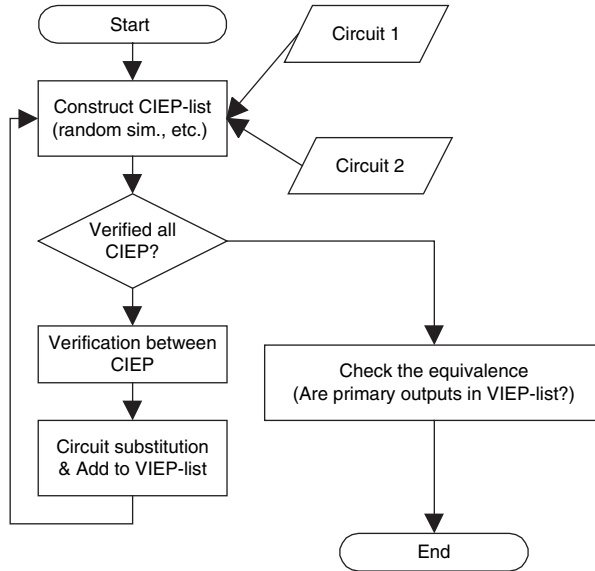 Start
Circuit 1
Construct CIEP-list
(random sim., etc.)
Circuit 2
Verified all
CIEP?
Verification between
CIEP
Check the equivalence
(Are primary outputs in VIEP-list?)
Circuit substitution
& Add to VIEP-list
End